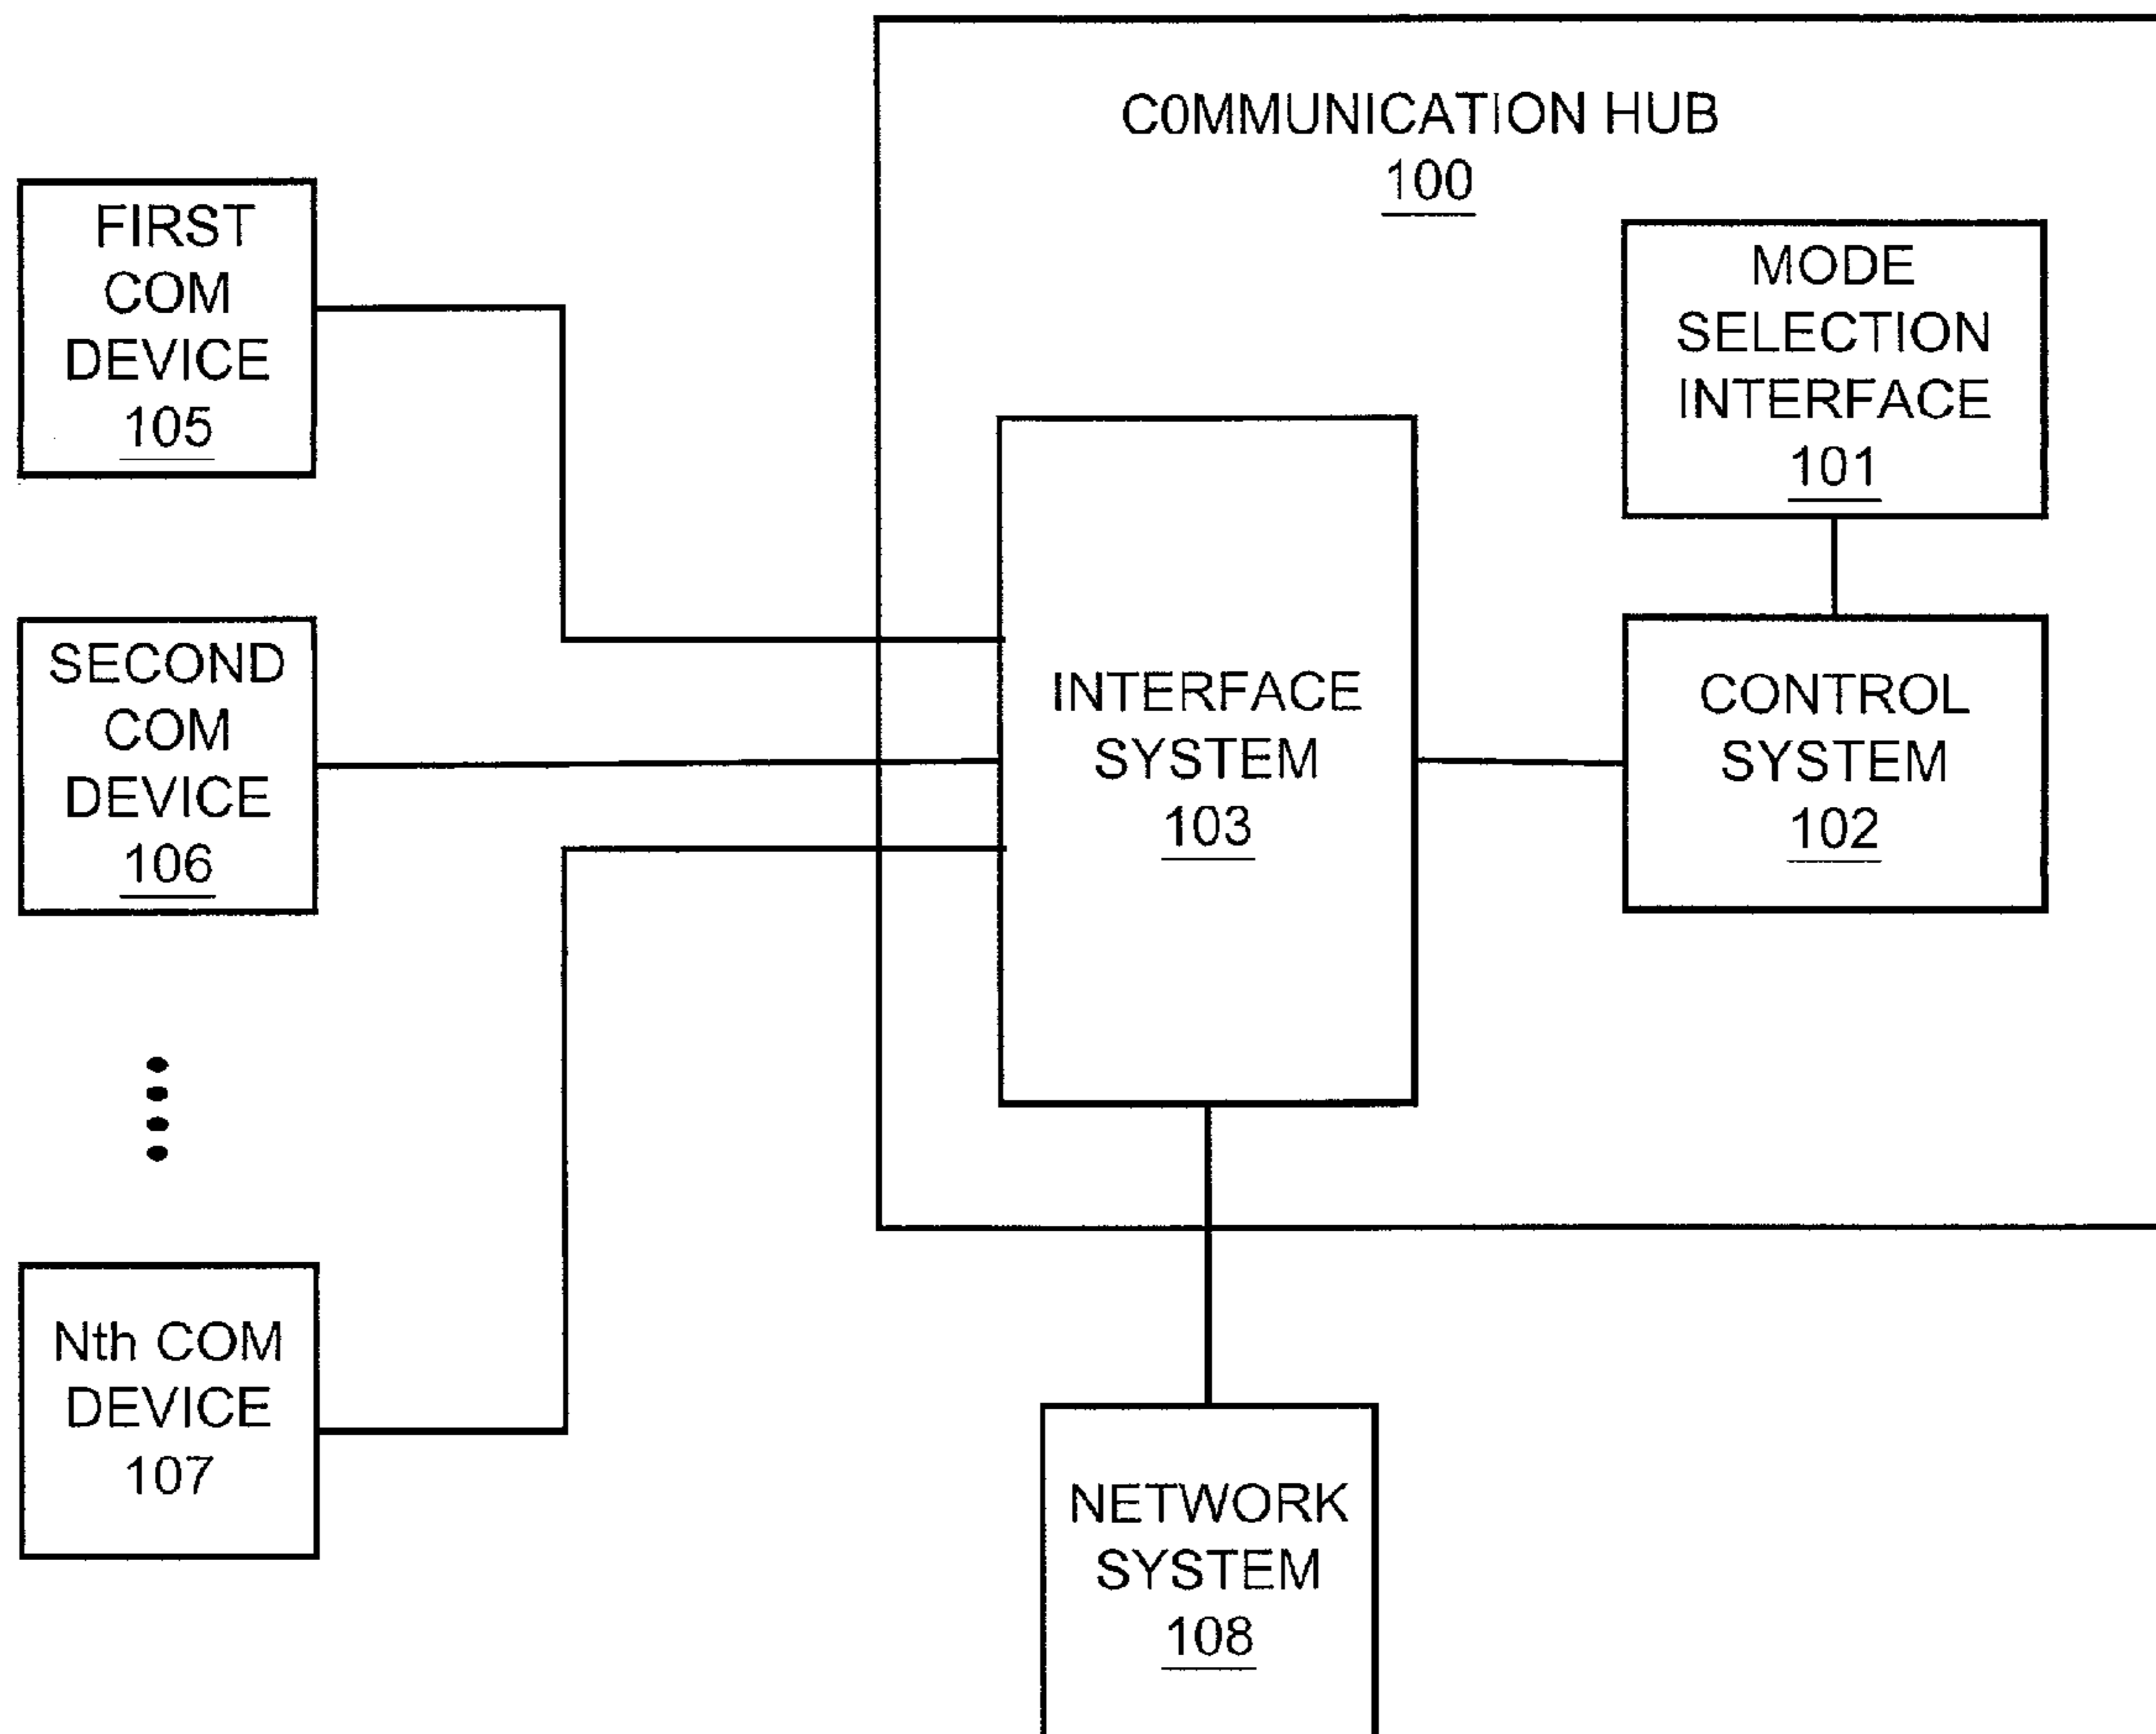 C0MMUNICATION HUB
100
FIRST
COM
DEVICE
105
MODE
SELECTION
INTERFACE
101
SECOND
COM
DEVICE
106
INTERFACE
SYSTEM
103
CONTROL
SYSTEM
102
Nth COM
DEVICE
107
NETWORK
SYSTEM
108